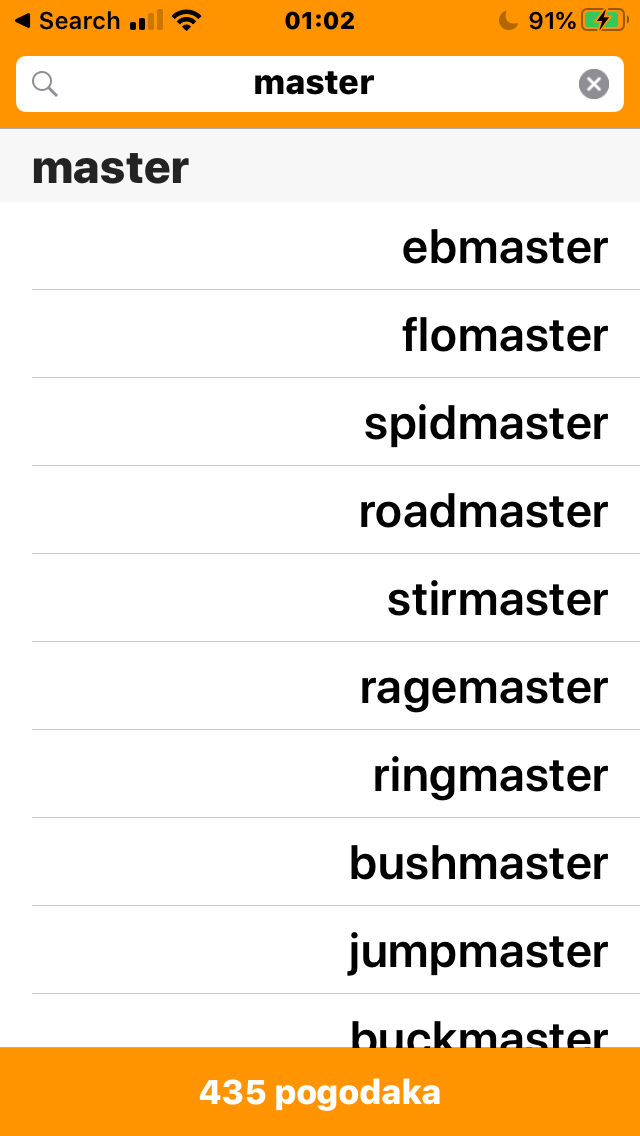 Search 01:02 91%
master
master
ebmaster
flomaster
spidmaster
roadmaster
stirmaster
ragemaster
ringmaster
bushmaster
jumpmaster
buckmaster
435 pogodaka